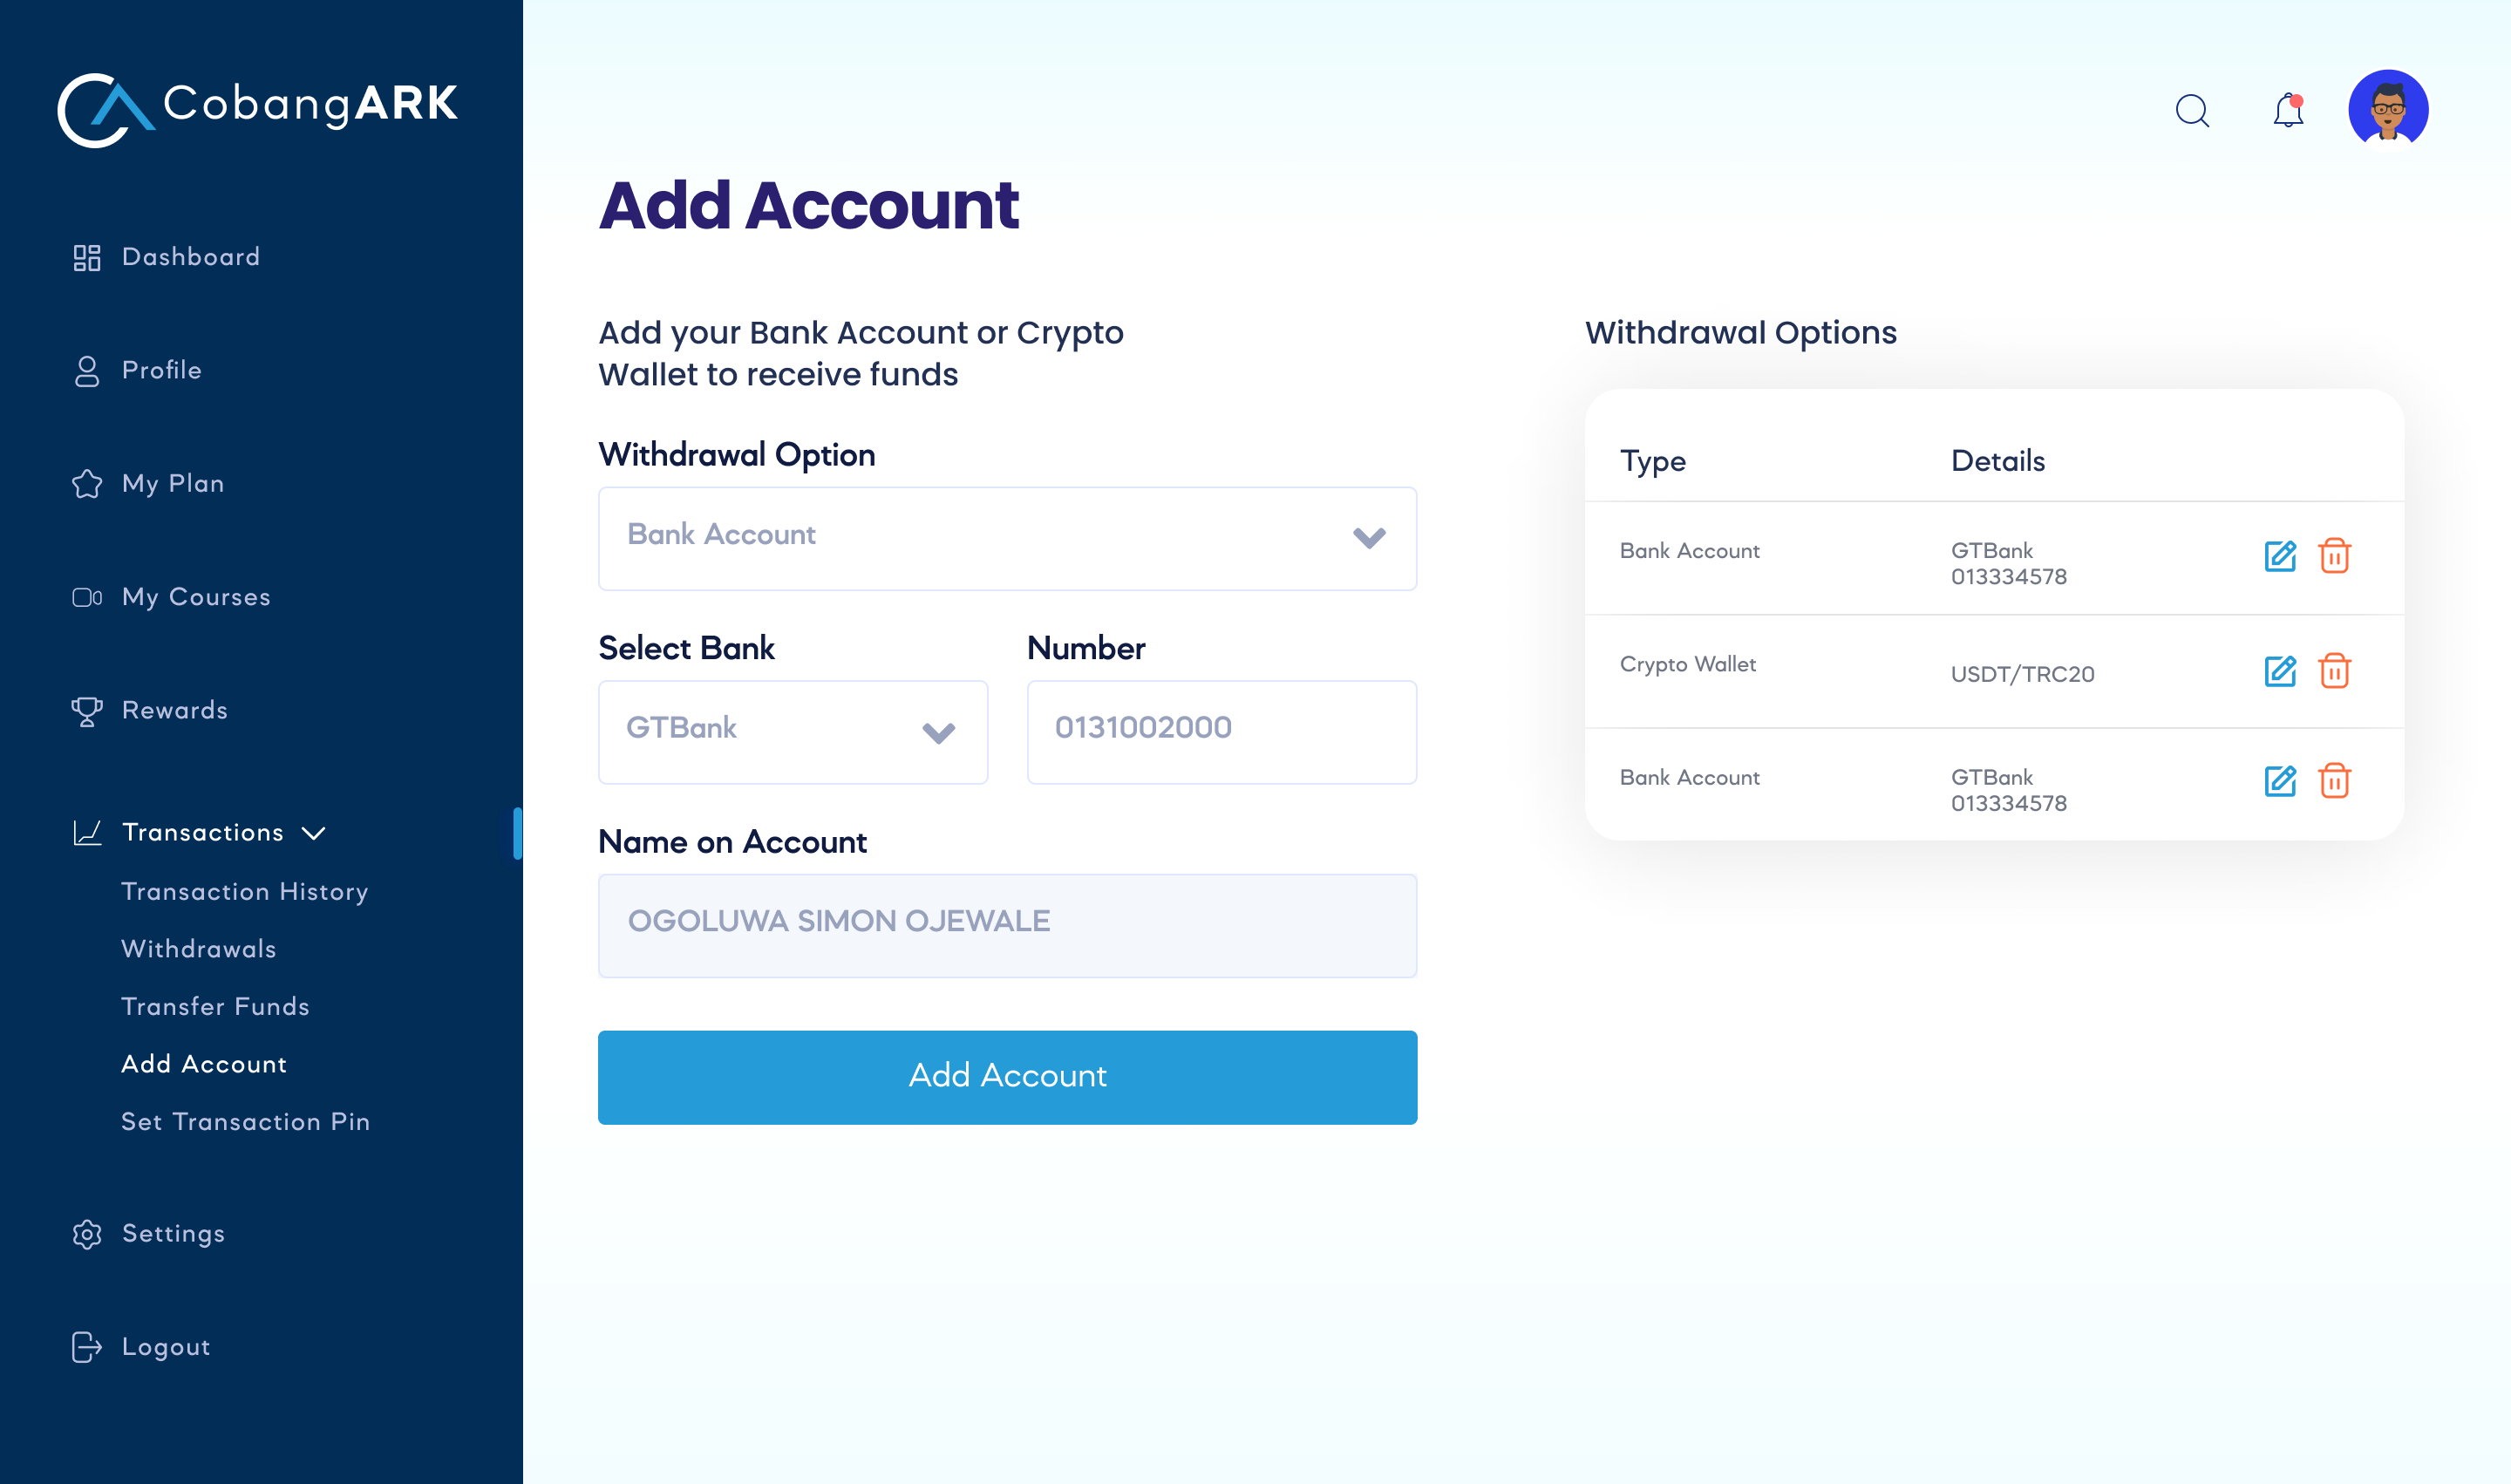 CobangARK
Dashboard
Profile
My Plan
My Courses
Rewards
Transactions
Transaction History
Withdrawals
Transfer Funds
Add Account
Set Transaction Pin
Settings
Logout
Add Account
Add your Bank Account or Crypto
Wallet to receive funds
Withdrawal Option
Bank Account
Select Bank
GTBank
Number
0131002000
Name on Account
OGOLUWA SIMON OJEWALE
Add Account
Withdrawal Options
Type Details
Bank Account GTBank
013334578
Crypto Wallet USDT/TRC20
Bank Account GTBank
013334578